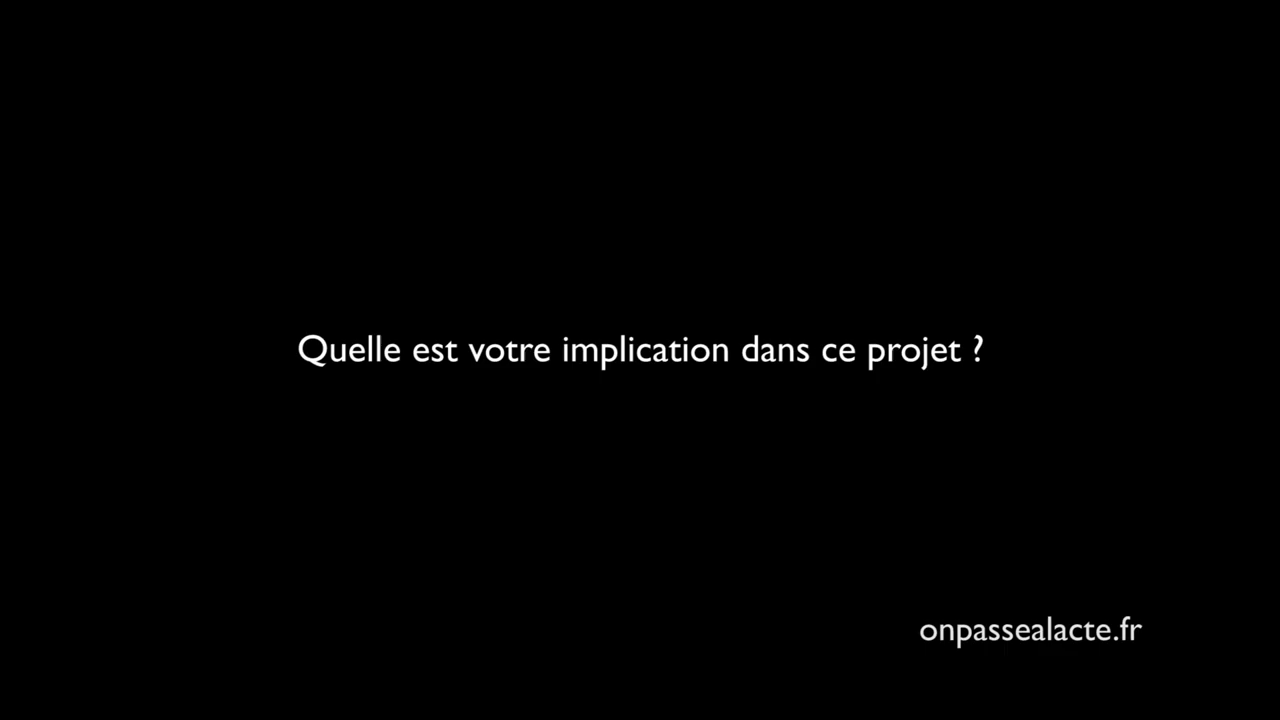 Quelle est votre implication dans ce projet ?
onpassealacte.fr